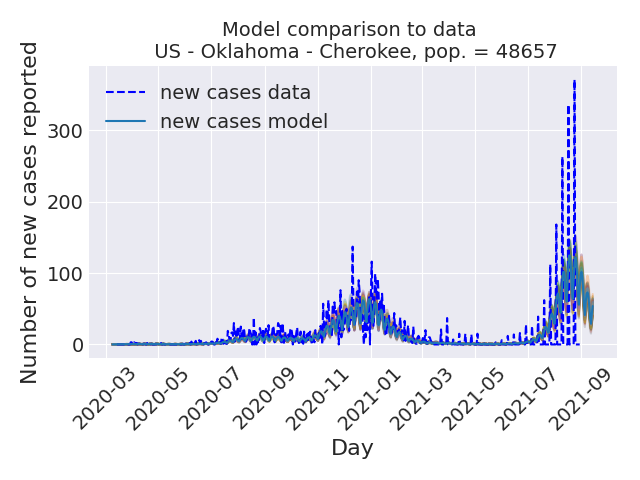 Model comparison to data
US - Oklahoma - Cherokee, pop. = 48657
Number of new cases reported
new cases data
new cases model
300
200
100
0
2020-03
2020-05
2020-07
2020-09
2020-11
2021-01
2021-03
2021-05
2021-07
2021-09
Day